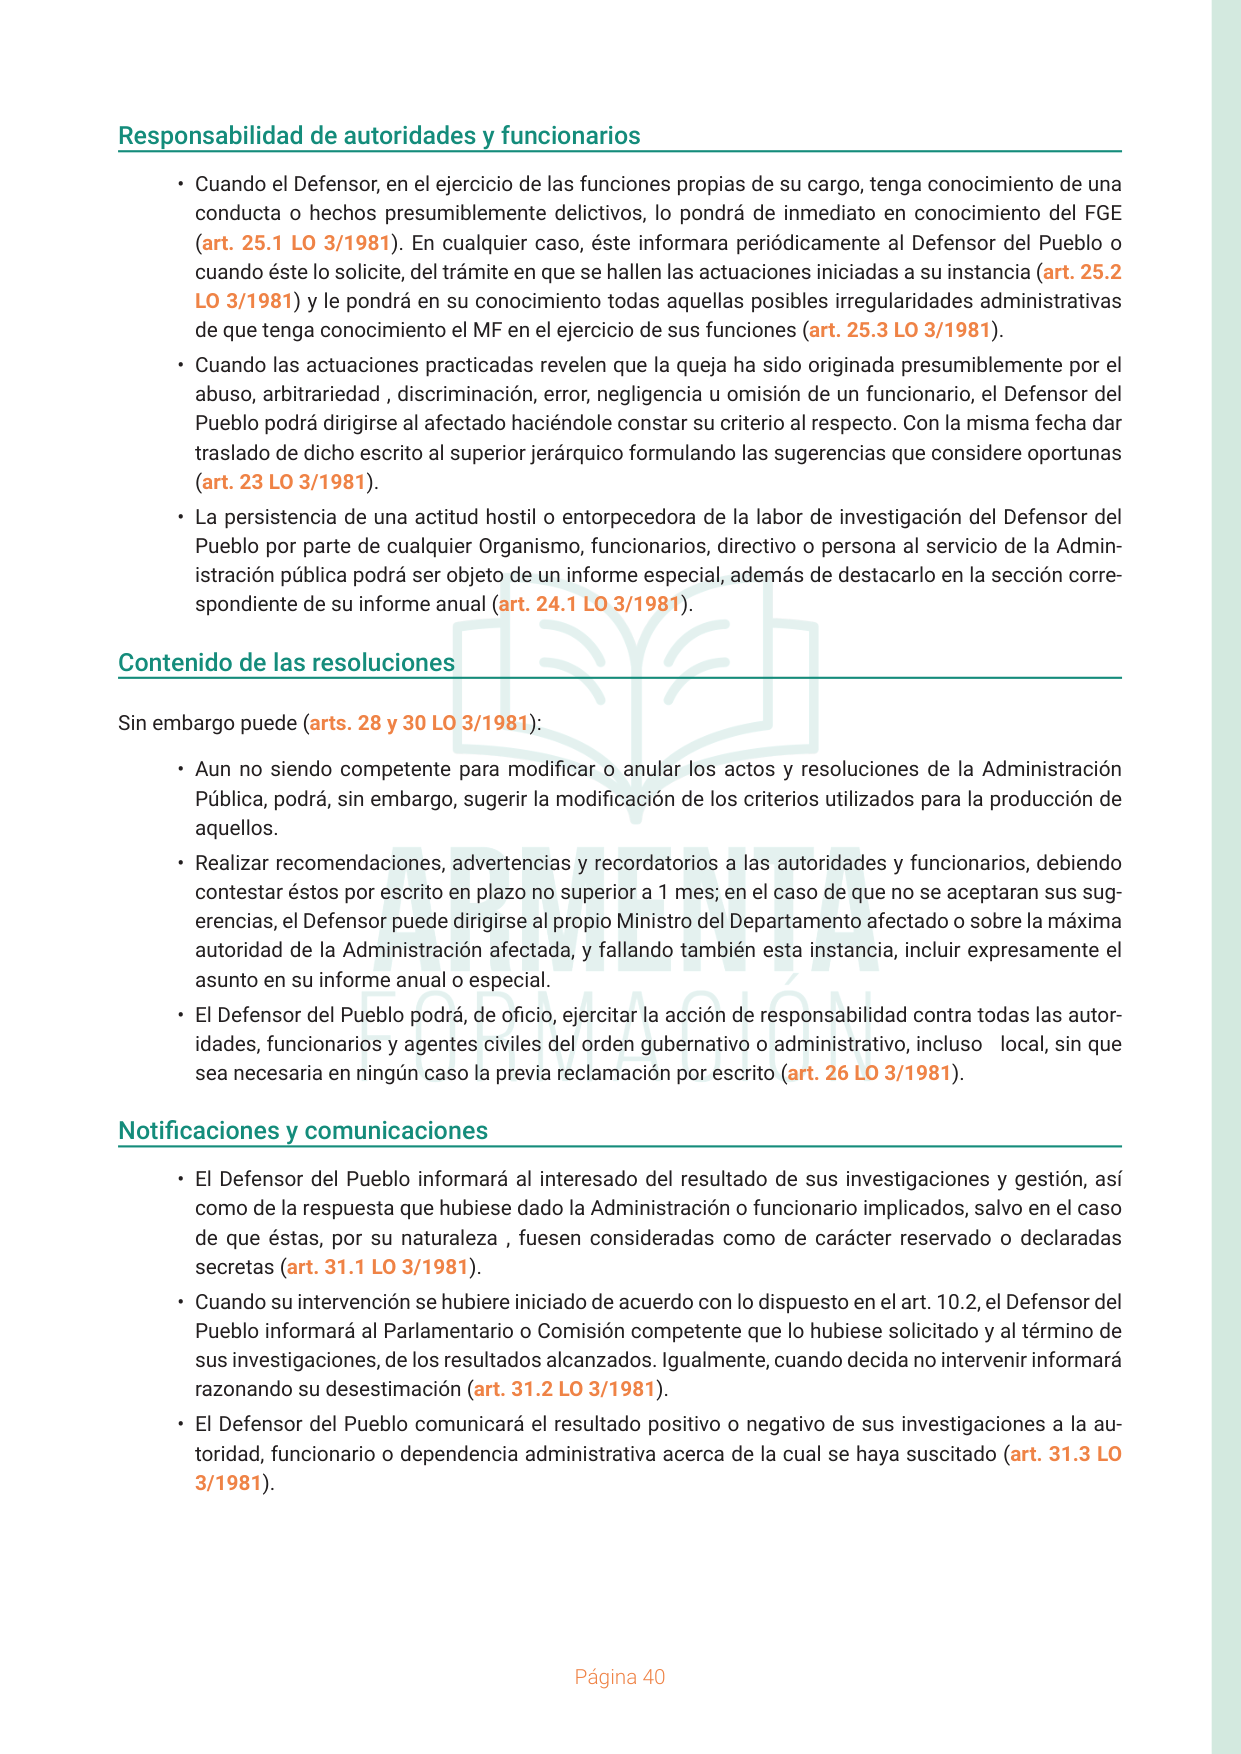 Responsabilidad de autoridades y funcionarios
• Cuando el Defensor, en el ejercicio de las funciones propias de su cargo, tenga conocimiento de una
conducta o hechos presumiblemente delictivos, lo pondrá de inmediato en conocimiento del FGE
(art. 25.1 LO 3/1981). En cualquier caso, éste informara periódicamente al Defensor del Pueblo o
cuando éste lo solicite, del trámite en que se hallen las actuaciones iniciadas a su instancia (art. 25.2
LO 3/1981) y le pondrá en su conocimiento todas aquellas posibles irregularidades administrativas
de que tenga conocimiento el MF en el ejercicio de sus funciones (art. 25.3 LO 3/1981).
• Cuando las actuaciones practicadas revelen que la queja ha sido originada presumiblemente por el
abuso, arbitrariedad , discriminación, error, negligencia u omisión de un funcionario, el Defensor del
Pueblo podrá dirigirse al afectado haciéndole constar su criterio al respecto. Con la misma fecha dar
traslado de dicho escrito al superior jerárquico formulando las sugerencias que considere oportunas
(art. 23 LO 3/1981).
• La persistencia de una actitud hostil o entorpecedora de la labor de investigación del Defensor del
Pueblo por parte de cualquier Organismo, funcionarios, directivo o persona al servicio de la Admin-
istración pública podrá ser objeto de un informe especial, además de destacarlo en la sección corre-
spondiente de su informe anual (art. 24.1 LO 3/1981).
Contenido de las resoluciones
Sin embargo puede (arts. 28 y 30 LO 3/1981):
• Aun no siendo competente para modificar o anular los actos y resoluciones de la Administración
Pública, podrá, sin embargo, sugerir la modificación de los criterios utilizados para la producción de
aquellos.
• Realizar recomendaciones, advertencias y recordatorios a las autoridades y funcionarios, debiendo
contestar éstos por escrito en plazo no superior a 1 mes; en el caso de que no se aceptaran sus sug-
erencias, el Defensor puede dirigirse al propio Ministro del Departamento afectado o sobre la máxima
autoridad de la Administración afectada, y fallando también esta instancia, incluir expresamente el
asunto en su informe anual o especial.
• El Defensor del Pueblo podrá, de oficio, ejercitar la acción de responsabilidad contra todas las autor-
idades, funcionarios y agentes civiles del orden gubernativo o administrativo, incluso local, sin que
sea necesaria en ningún caso la previa reclamación por escrito (art. 26 LO 3/1981).
ARMENTA
FORMACIÓN
Notificaciones y comunicaciones
• El Defensor del Pueblo informará al interesado del resultado de sus investigaciones y gestión, así
como de la respuesta que hubiese dado la Administración o funcionario implicados, salvo en el caso
de que éstas, por su naturaleza , fuesen consideradas como de carácter reservado o declaradas
secretas (art. 31.1 LO 3/1981).
• Cuando su intervención se hubiere iniciado de acuerdo con lo dispuesto en el art. 10.2, el Defensor del
Pueblo informará al Parlamentario o Comisión competente que lo hubiese solicitado y al término de
sus investigaciones, de los resultados alcanzados. Igualmente, cuando decida no intervenir informará
razonando su desestimación (art. 31.2 LO 3/1981).
• El Defensor del Pueblo comunicará el resultado positivo o negativo de sus investigaciones a la au-
toridad, funcionario o dependencia administrativa acerca de la cual se haya suscitado (art. 31.3 LO
3/1981).
Página 40